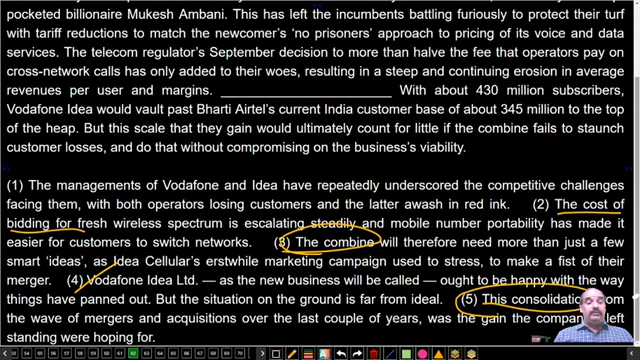 pocketed billionaire Mukesh Ambani. This has left the incumbents battling furiously to protect their turf
with tariff reductions to match the newcomer's 'no prisoners' approach to pricing of its voice and data
services. The telecom regulator's September decision to more than halve the fee that operators pay on
cross-network calls has only added to their woes, resulting in a steep and continuing erosion in average
revenues per user and margins. ____________________ With about 430 million subscribers,
Vodafone Idea would vault past Bharti Airtel's current India customer base of about 345 million to the top
of the heap. But this scale that they gain would ultimately count for little if the combine fails to staunch
customer losses, and do that without compromising on the business's viability.
(1) The managements of Vodafone and Idea have repeatedly underscored the competitive challenges
facing them, with both operators losing customers and the latter awash in red ink. (2) The cost of
bidding for fresh wireless spectrum is escalating steadily and mobile number portability has made it
easier for customers to switch networks. (3) The combine will therefore need more than just a few
smart 'ideas', as Idea Cellular's erstwhile marketing campaign used to stress, to make a fist of their
merger. (4) Vodafone Idea Ltd. — as the new business will be called — ought to be happy with the way
things have panned out. But the situation on the ground is far from ideal. (5) This consolidation
the wave of mergers and acquisitions over the last couple of years, was the gain the compan
standing were hoping for.